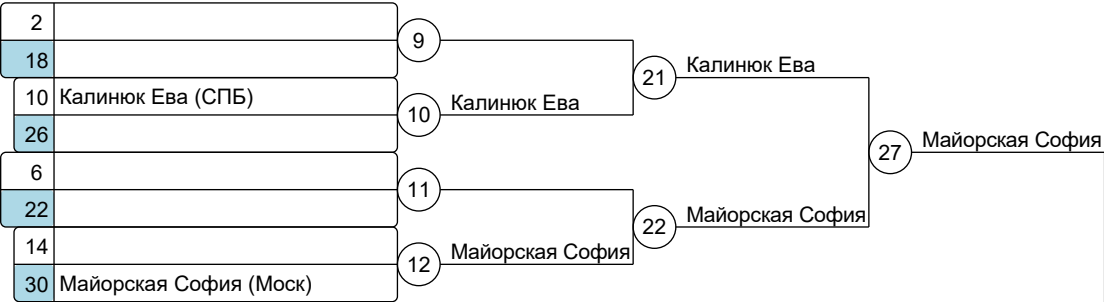 2
9
18
21 Калинюк Ева
10 Калинюк Ева (СПБ)
10 Калинюк Ева
26
27 Майорская София
6
11
22
22 Майорская София
14
12 Майорская София
30 Майорская София (Моск)